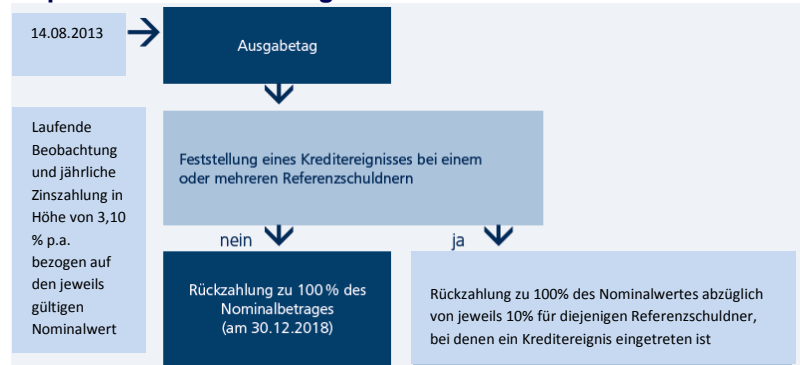 14.08.2013
Ausgabetag
Laufende
Beobachtung
und jährliche
Zinszahlung in
Höhe von 3,10
% p.a.
bezogen auf
den jeweils
gültigen
Nominalwert
Feststellung eines Kreditereignisses bei einem
oder mehreren Referenzschuldnern
nein
ja
Rückzahlung zu 100 % des
Nominalbetrages
(am 30.12.2018)
Rückzahlung zu 100% des Nominalwertes abzüglich
von jeweils 10% für diejenigen Referenzschuldner,
bei denen ein Kreditereignis eingetreten ist